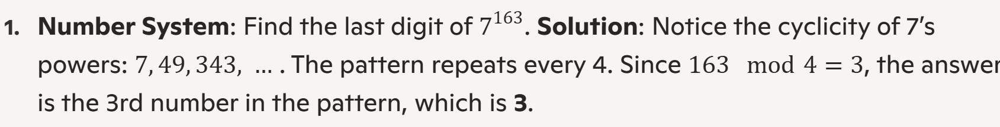 1. Number System: Find the last digit of 7¹⁶³. Solution: Notice the cyclicity of 7's
powers: 7, 49, 343, … . The pattern repeats every 4. Since 163 mod 4 = 3, the answer
is the 3rd number in the pattern, which is 3.